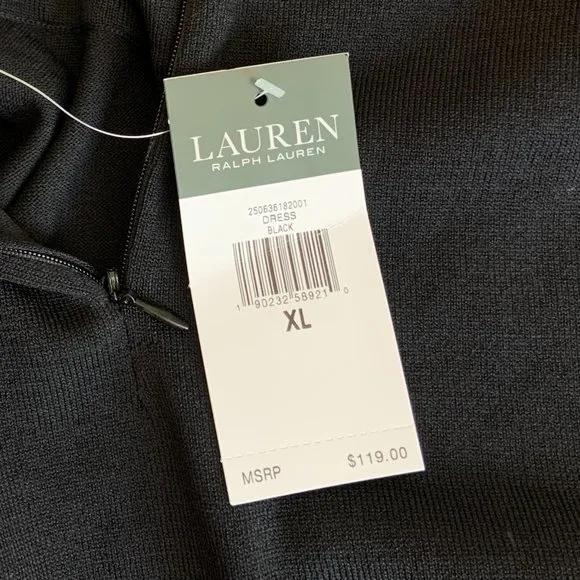 LAUREN
RALPH LAUREN
250636182001
DRESS
BLACK
1 90232 58921 0
XL
MSRP $119.00